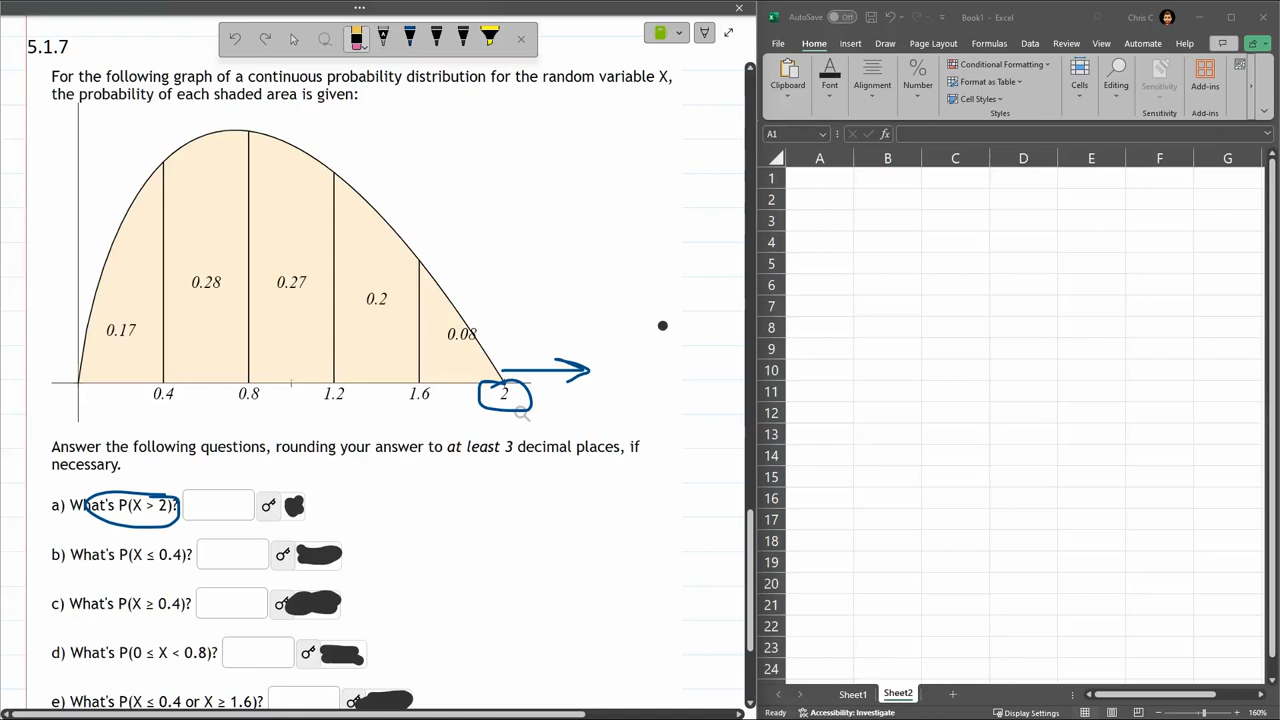 5.1.7
For the following graph of a continuous probability distribution for the random variable X,
the probability of each shaded area is given:
0.17
0.28
0.27
0.2
0.08
0.4 0.8 1.2 1.6 2
Answer the following questions, rounding your answer to at least 3 decimal places, if
necessary.
a) What's P(X > 2)?
b) What's P(X ≤ 0.4)?
c) What's P(X ≥ 0.4)?
d) What's P(0 ≤ X < 0.8)?
e) What's P(X ≤ 0.4 or X ≥ 1.6)?
AutoSave Off Book1 - Excel Chris C
File Home Insert Draw Page Layout Formulas Data Review View Automate Help
Clipboard
Font
Alignment
Number
Conditional Formatting
Format as Table
Cell Styles
Styles
Cells
Editing
Sensitivity
Sensitivity
Add-ins
Add-ins
A1 fx
A B C D E F G
1
2
3
4
5
6
7
8
9
10
11
12
13
14
15
16
17
18
19
20
21
22
23
24
Sheet1 Sheet2
Ready Accessibility: Investigate Display Settings 160%